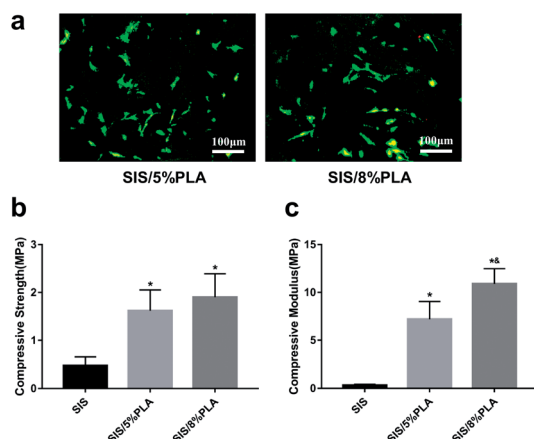 a
100μm
100μm
SIS/5%PLA
SIS/8%PLA
b
Compressive Strength(MPa)
3
2
1
0
*
*
SIS
SIS/5%PLA
SIS/8%PLA
c
Compressive Modulus(MPa)
15
10
5
0
*
*&
SIS
SIS/5%PLA
SIS/8%PLA